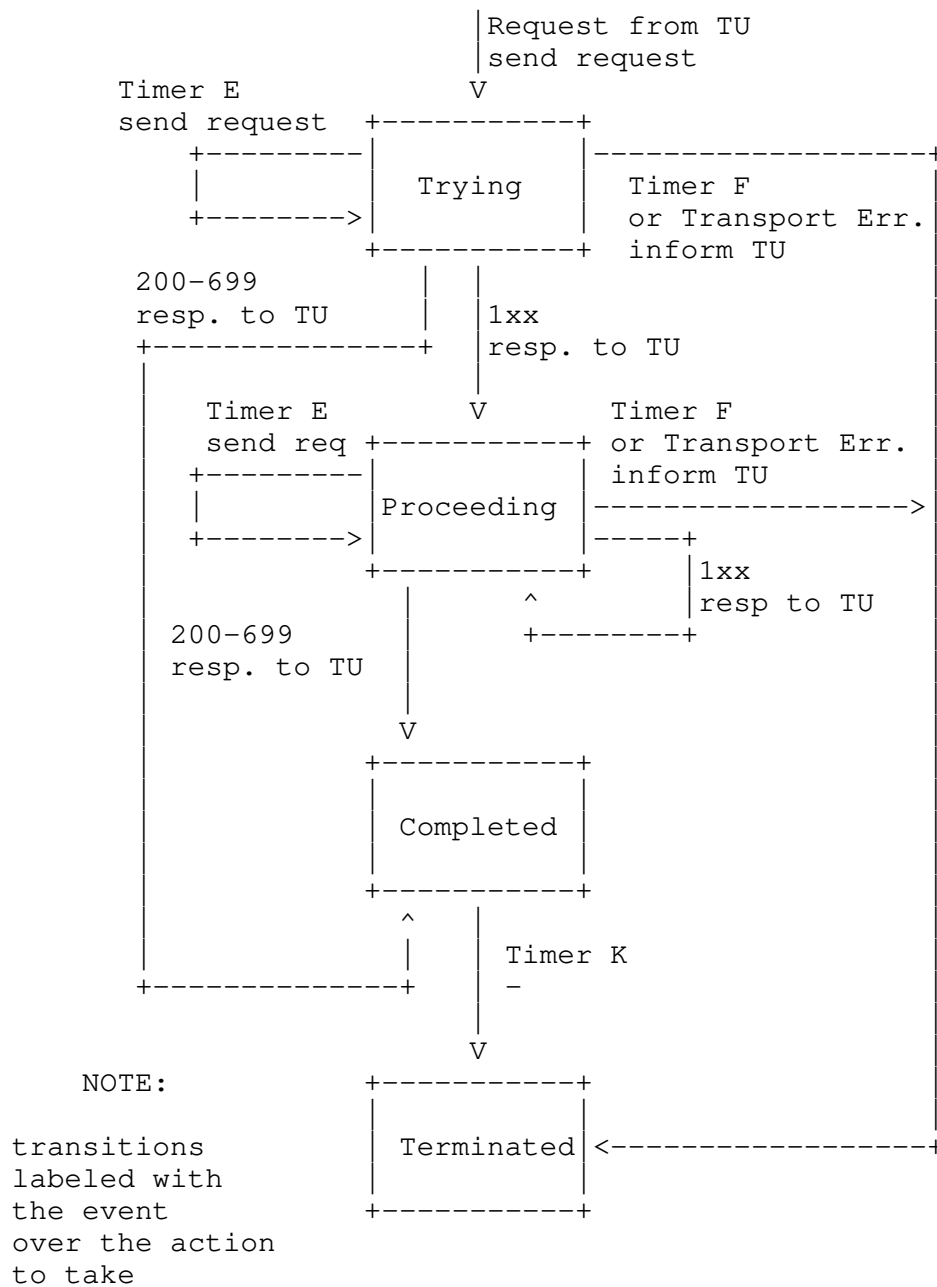 Request from TU
send request
Timer E
send request
Trying
Timer F
or Transport Err.
inform TU
200-699
resp. to TU
1xx
resp. to TU
Timer E
send req
Timer F
or Transport Err.
inform TU
Proceeding
1xx
resp to TU
200-699
resp. to TU
Completed
Timer K
-
Terminated
NOTE:
transitions
labeled with
the event
over the action
to take